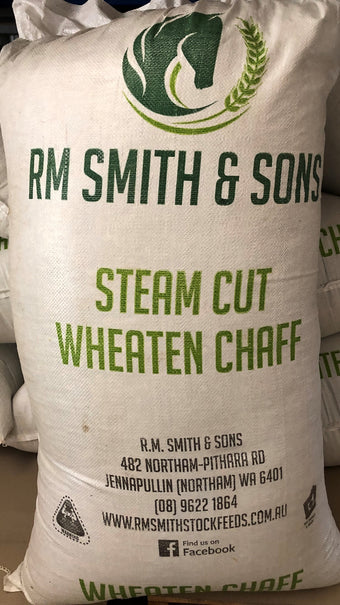 RM SMITH & SONS
STEAM CUT
WHEATEN CHAFF
R.M. SMITH & SONS
482 NORTHAM-PITHARA RD
JENNAPULLIN (NORTHAM) WA 6401
(08) 9622 1864
WWW.RMSMITHSTOCKFEEDS.COM.AU
Find us on
Facebook
WHEATEN CHAFF